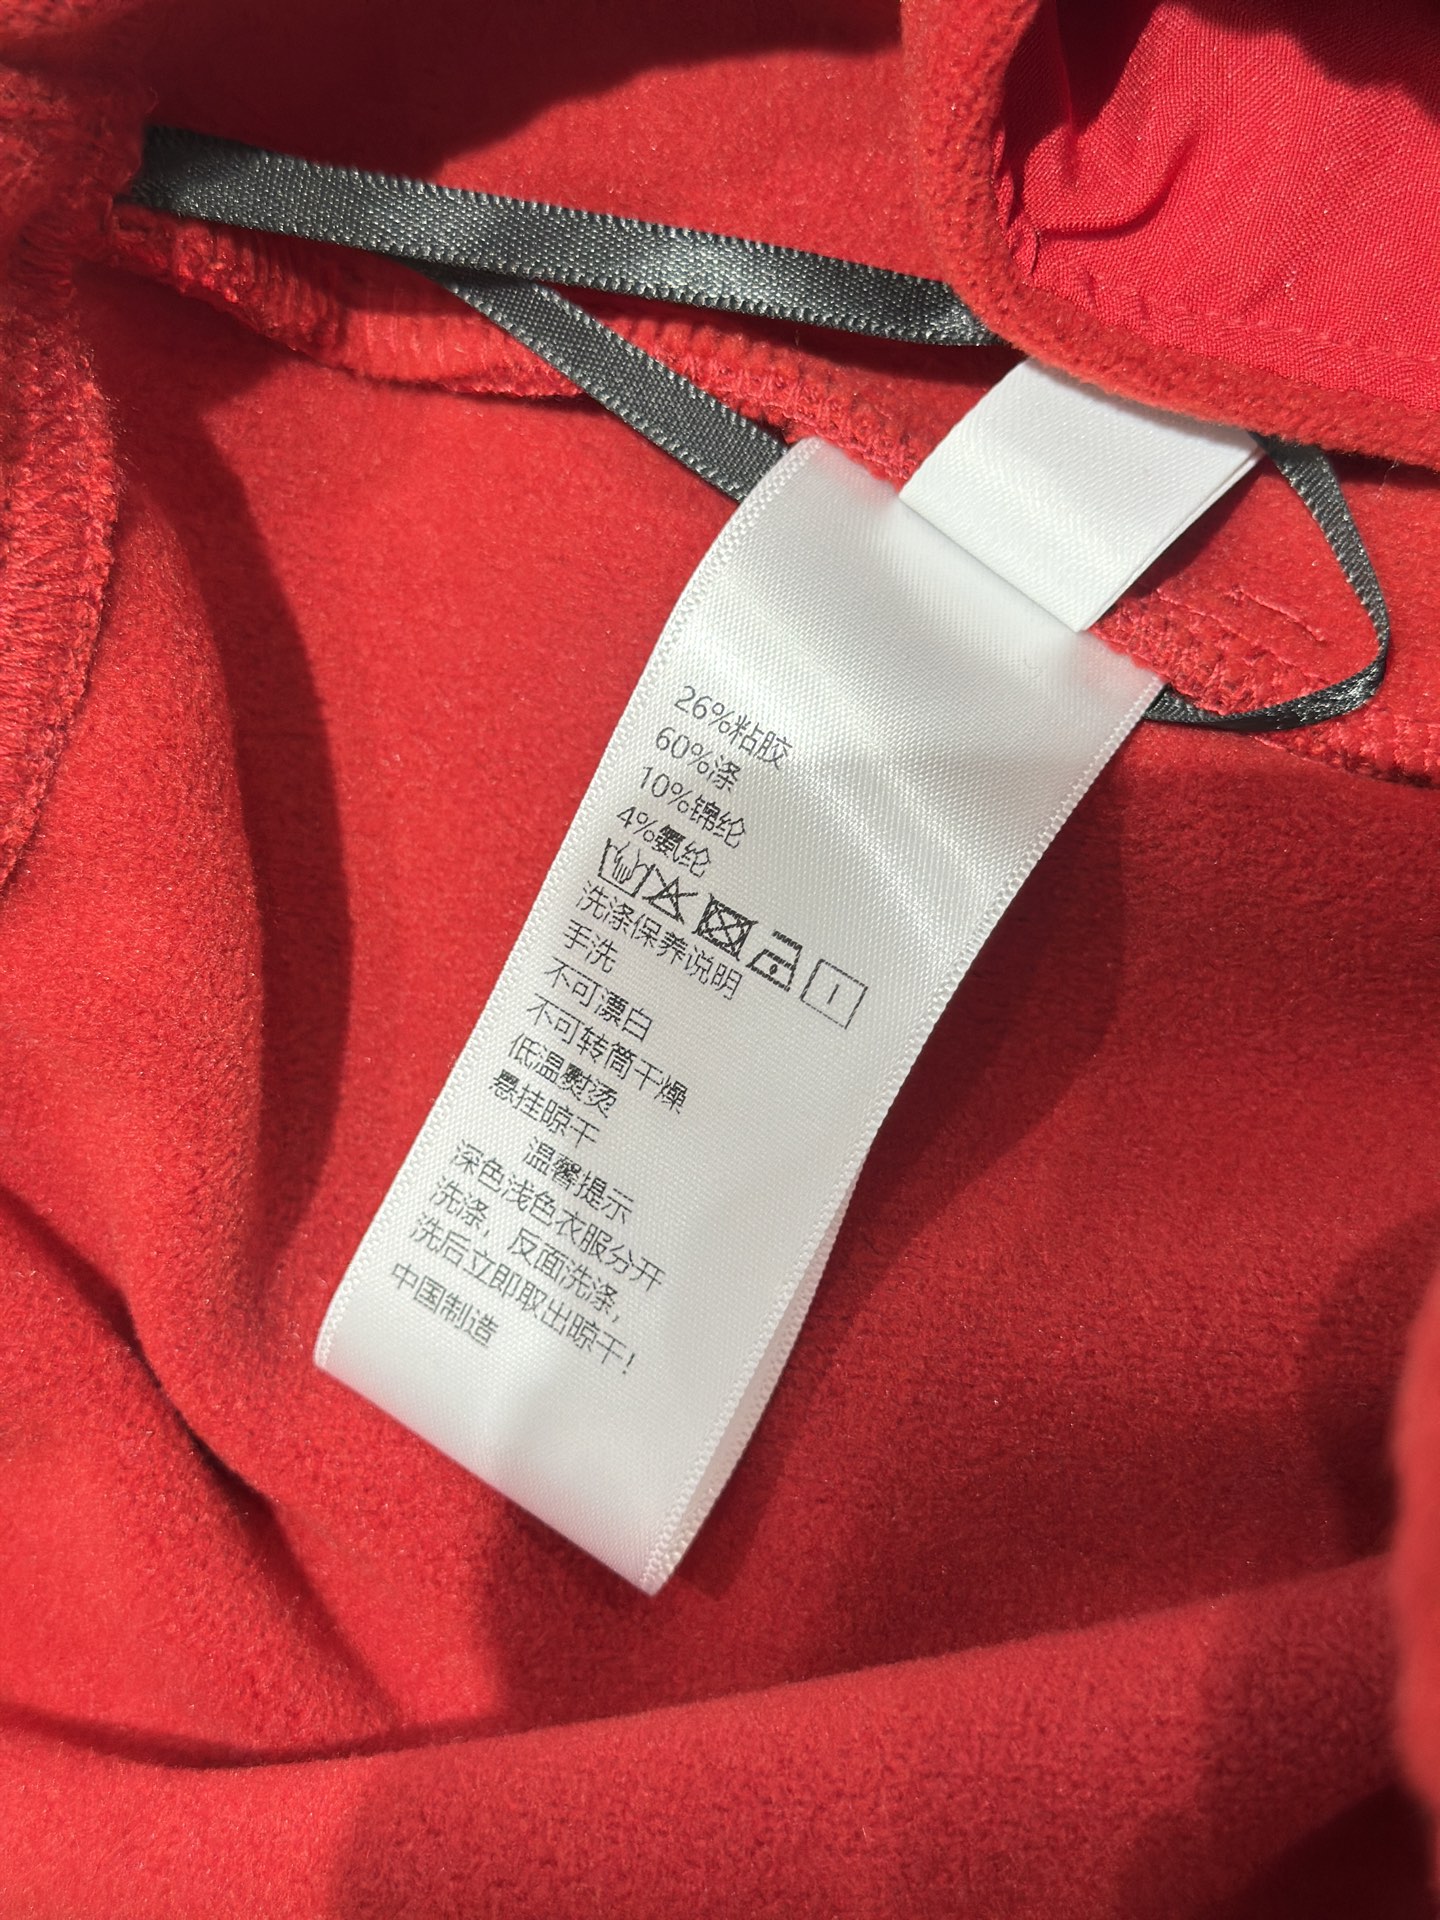 26%粘胶
60%涤
10%锦纶
4%氨纶
洗涤保养说明
手洗
不可漂白
不可转筒干燥
低温熨烫
悬挂晾干
温馨提示
深色浅色衣服分开
洗涤，反面洗涤，
洗后立即取出晾干！
中国制造